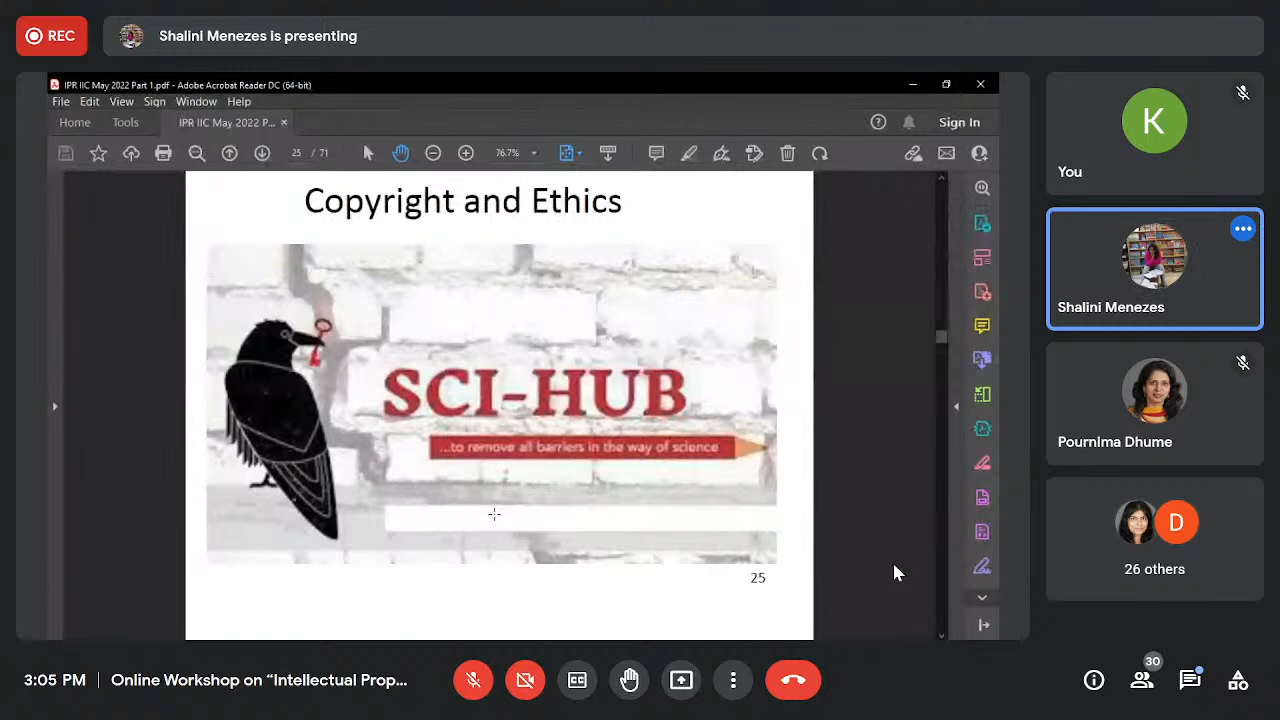 REC
Shalini Menezes is presenting
IPR IIC May 2022 Part 1.pdf - Adobe Acrobat Reader DC (64-bit)
File Edit View Sign Window Help
Home Tools IPR IIC May 2022 P... × Sign In
25 / 71 76.7%
Copyright and Ethics
SCI-HUB
...to remove all barriers in the way of science
25
K
You
Shalini Menezes
Pournima Dhume
D
26 others
3:05 PM | Online Workshop on “Intellectual Prop...
30